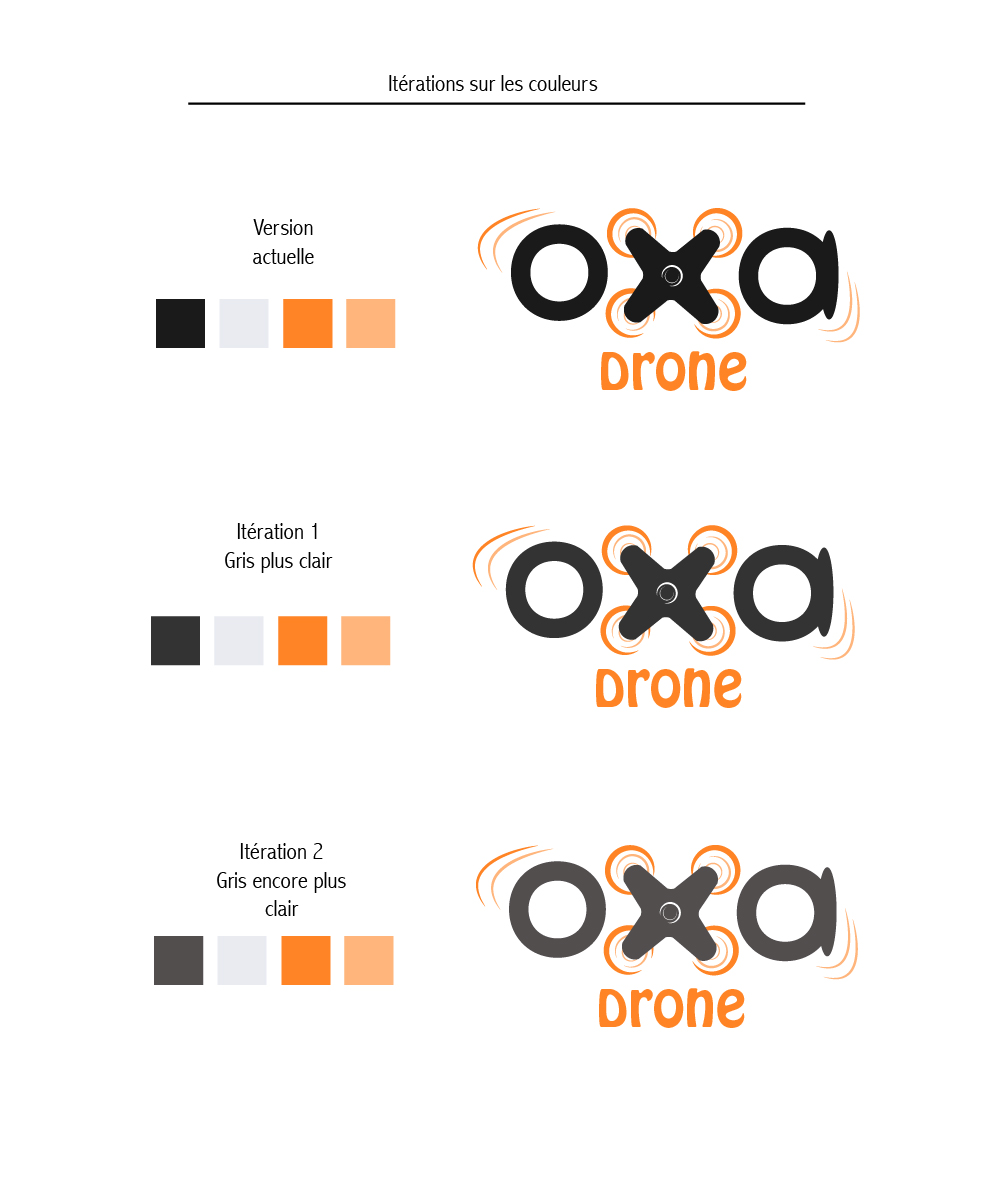 Itérations sur les couleurs
Version
actuelle
oxa
Drone
Itération 1
Gris plus clair
oxa
Drone
Itération 2
Gris encore plus
clair
oxa
Drone